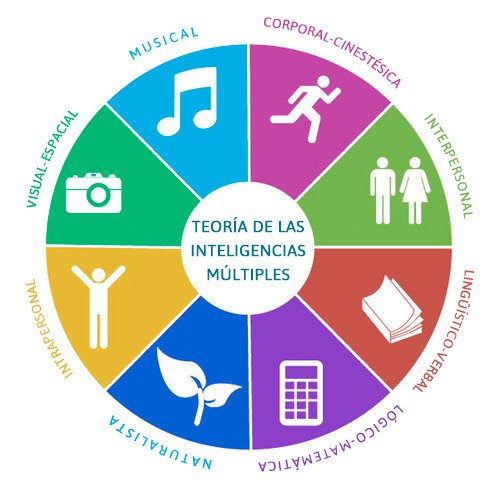 TEORÍA DE LAS
INTELIGENCIAS
MÚLTIPLES
MUSICAL
CORPORAL-CINESTÉSICA
INTERPERSONAL
LINGÜÍSTICO-VERBAL
LÓGICO-MATEMÁTICA
NATURALISTA
INTRAPERSONAL
VISUAL-ESPACIAL